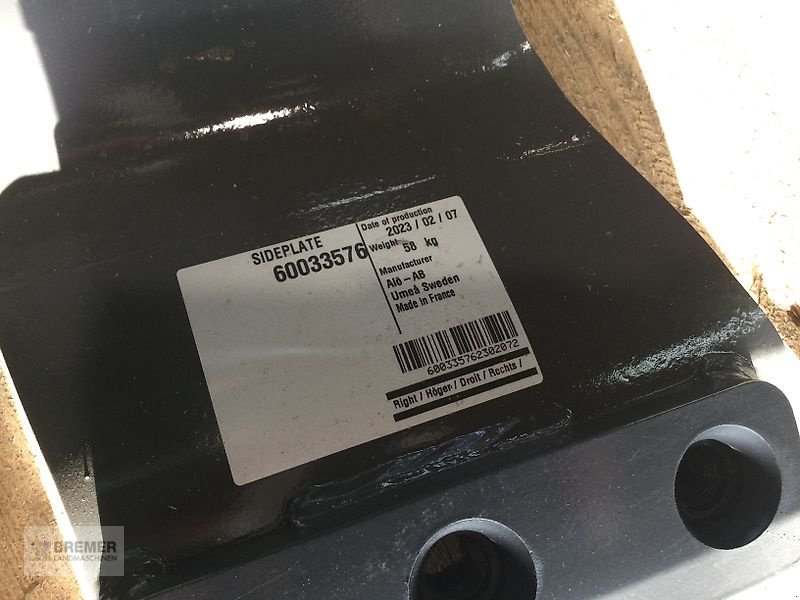 SIDEPLATE
60033576
Date of production
2023 / 02 / 07
Weight 58 kg
Manufacturer
Alö-AB
Umeå Sweden
Made in France
600335762302072
Right / Höger / Droit / Rechts /
BREMER
LANDMASCHINEN